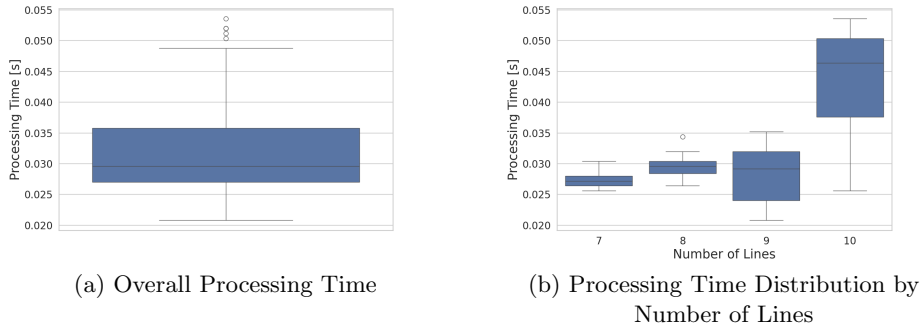 0.055
0.050
0.045
0.040
0.035
0.030
0.025
0.020
Processing Time [s]
(a) Overall Processing Time
0.055
0.050
0.045
0.040
0.035
0.030
0.025
0.020
Processing Time [s]
7 8 9 10
Number of Lines
(b) Processing Time Distribution by
Number of Lines